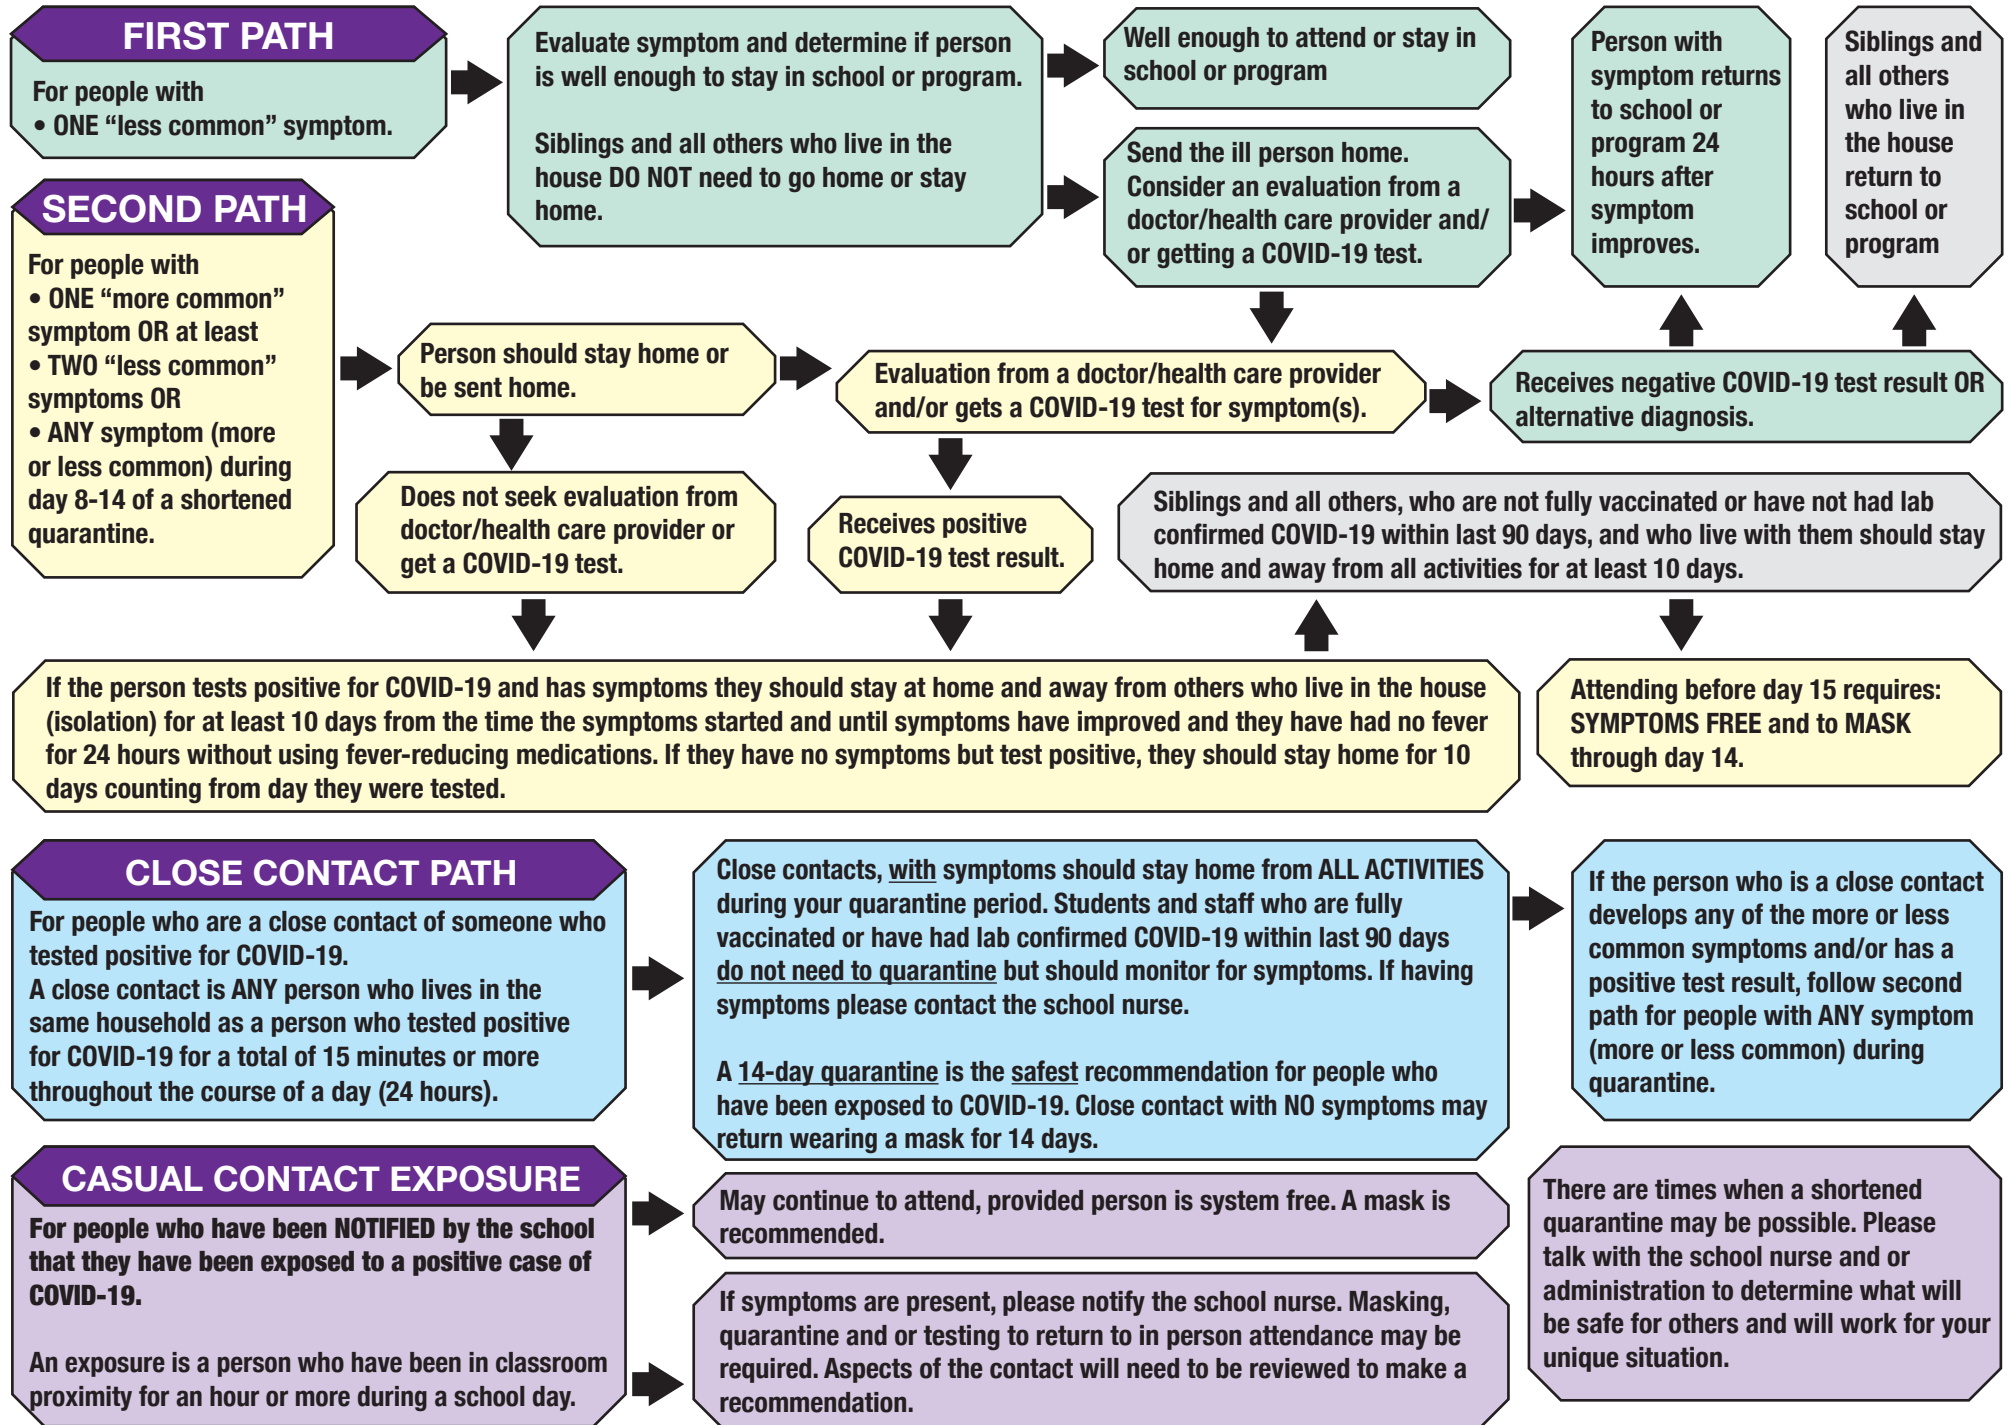 FIRST PATH
For people with
• ONE “less common” symptom.
Evaluate symptom and determine if person
is well enough to stay in school or program.
Siblings and all others who live in the
house DO NOT need to go home or stay
home.
Well enough to attend or stay in
school or program
Send the ill person home.
Consider an evaluation from a
doctor/health care provider and/
or getting a COVID-19 test.
Person with
symptom returns
to school or
program 24
hours after
symptom
improves.
Siblings and
all others
who live in
the house
return to
school or
program
SECOND PATH
For people with
• ONE “more common”
symptom OR at least
• TWO “less common”
symptoms OR
• ANY symptom (more
or less common) during
day 8-14 of a shortened
quarantine.
Person should stay home or
be sent home.
Evaluation from a doctor/health care provider
and/or gets a COVID-19 test for symptom(s).
Receives negative COVID-19 test result OR
alternative diagnosis.
Does not seek evaluation from
doctor/health care provider or
get a COVID-19 test.
Receives positive
COVID-19 test result.
Siblings and all others, who are not fully vaccinated or have not had lab
confirmed COVID-19 within last 90 days, and who live with them should stay
home and away from all activities for at least 10 days.
If the person tests positive for COVID-19 and has symptoms they should stay at home and away from others who live in the house
(isolation) for at least 10 days from the time the symptoms started and until symptoms have improved and they have had no fever
for 24 hours without using fever-reducing medications. If they have no symptoms but test positive, they should stay home for 10
days counting from day they were tested.
Attending before day 15 requires:
SYMPTOMS FREE and to MASK
through day 14.
CLOSE CONTACT PATH
For people who are a close contact of someone who
tested positive for COVID-19.
A close contact is ANY person who lives in the
same household as a person who tested positive
for COVID-19 for a total of 15 minutes or more
throughout the course of a day (24 hours).
Close contacts, with symptoms should stay home from ALL ACTIVITIES
during your quarantine period. Students and staff who are fully
vaccinated or have had lab confirmed COVID-19 within last 90 days
do not need to quarantine but should monitor for symptoms. If having
symptoms please contact the school nurse.
A 14-day quarantine is the safest recommendation for people who
have been exposed to COVID-19. Close contact with NO symptoms may
return wearing a mask for 14 days.
If the person who is a close contact
develops any of the more or less
common symptoms and/or has a
positive test result, follow second
path for people with ANY symptom
(more or less common) during
quarantine.
CASUAL CONTACT EXPOSURE
For people who have been NOTIFIED by the school
that they have been exposed to a positive case of
COVID-19.
An exposure is a person who have been in classroom
proximity for an hour or more during a school day.
May continue to attend, provided person is system free. A mask is
recommended.
If symptoms are present, please notify the school nurse. Masking,
quarantine and or testing to return to in person attendance may be
required. Aspects of the contact will need to be reviewed to make a
recommendation.
There are times when a shortened
quarantine may be possible. Please
talk with the school nurse and or
administration to determine what will
be safe for others and will work for your
unique situation.